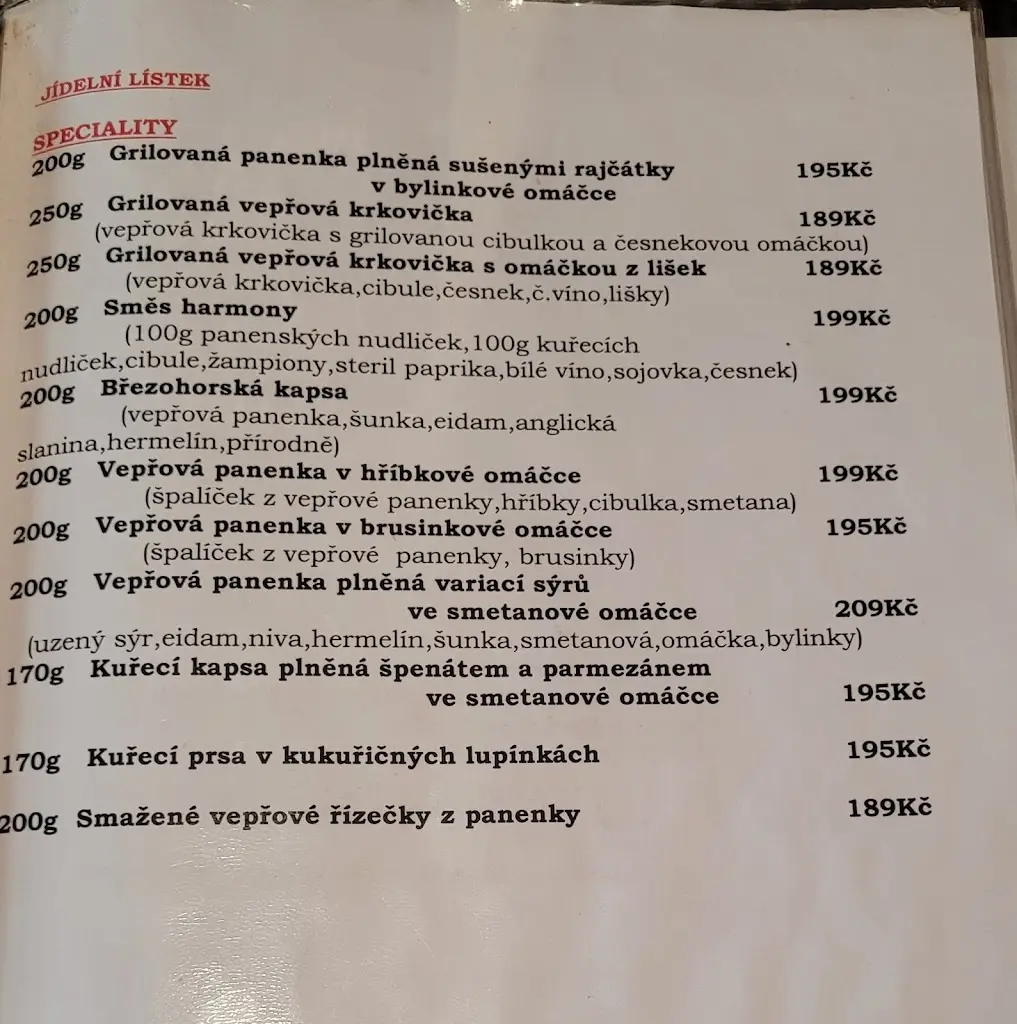 JÍDELNÍ LÍSTEK
SPECIALITY
200g Grilovaná panenka plněná sušenými rajčátky 195Kč
v bylinkové omáčce
250g Grilovaná vepřová krkovička 189Kč
(vepřová krkovička s grilovanou cibulkou a česnekovou omáčkou)
250g Grilovaná vepřová krkovička s omáčkou z lišek 189Kč
(vepřová krkovička,cibule,česnek,č.víno,lišky)
200g Směs harmony 199Kč
(100g panenských nudliček,100g kuřecích
nudliček,cibule,žampiony,steril paprika,bílé víno,sojovka,česnek)
200g Březohorská kapsa 199Kč
(vepřová panenka,šunka,eidam,anglická
slanina,hermelín,přírodně)
200g Vepřová panenka v hříbkové omáčce 199Kč
(špalíček z vepřové panenky,hříbky,cibulka,smetana)
200g Vepřová panenka v brusinkové omáčce 195Kč
(špalíček z vepřové panenky, brusinky)
200g Vepřová panenka plněná variací sýrů
ve smetanové omáčce 209Kč
(uzený sýr,eidam,niva,hermelín,šunka,smetanová,omáčka,bylinky)
170g Kuřecí kapsa plněná špenátem a parmezánem
ve smetanové omáčce 195Kč
170g Kuřecí prsa v kukuřičných lupínkách 195Kč
200g Smažené vepřové řízečky z panenky 189Kč